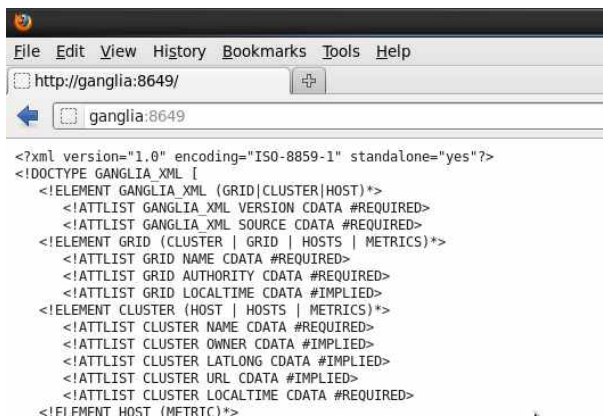 File Edit View History Bookmarks Tools Help
http://ganglia:8649/
ganglia:8649
<?xml version="1.0" encoding="ISO-8859-1" standalone="yes"?>
<!DOCTYPE GANGLIA_XML [
<!ELEMENT GANGLIA_XML (GRID|CLUSTER|HOST)*>
<!ATTLIST GANGLIA_XML VERSION CDATA #REQUIRED>
<!ATTLIST GANGLIA_XML SOURCE CDATA #REQUIRED>
<!ELEMENT GRID (CLUSTER | GRID | HOSTS | METRICS)*>
<!ATTLIST GRID NAME CDATA #REQUIRED>
<!ATTLIST GRID AUTHORITY CDATA #REQUIRED>
<!ATTLIST GRID LOCALTIME CDATA #IMPLIED>
<!ELEMENT CLUSTER (HOST | HOSTS | METRICS)*>
<!ATTLIST CLUSTER NAME CDATA #REQUIRED>
<!ATTLIST CLUSTER OWNER CDATA #IMPLIED>
<!ATTLIST CLUSTER LATLONG CDATA #IMPLIED>
<!ATTLIST CLUSTER URL CDATA #IMPLIED>
<!ATTLIST CLUSTER LOCALTIME CDATA #REQUIRED>
<!ELEMENT HOST (METRIC)*>